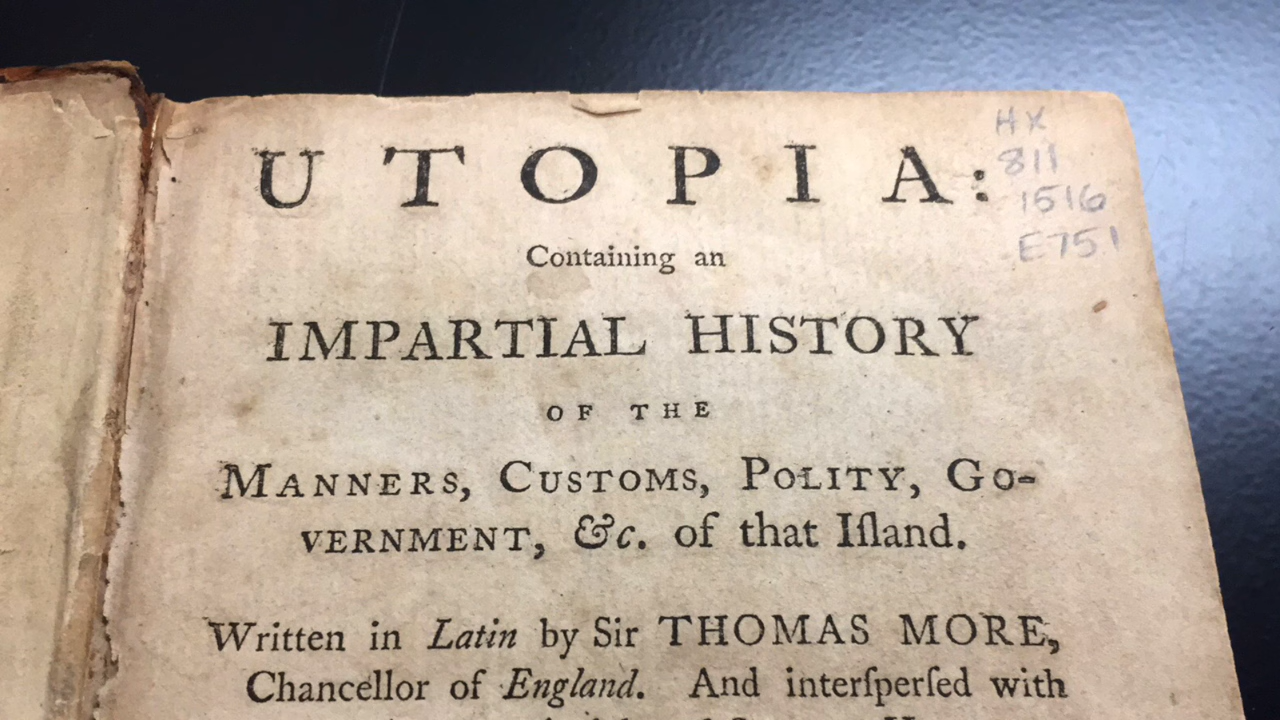 UTOPIA:
HX
811
1516
E751
Containing an
IMPARTIAL HISTORY
OF THE
MANNERS, CUSTOMS, POLITY, GO-
VERNMENT, &c. of that Iſland.
Written in Latin by Sir THOMAS MORE,
Chancellor of England. And interſperſed with